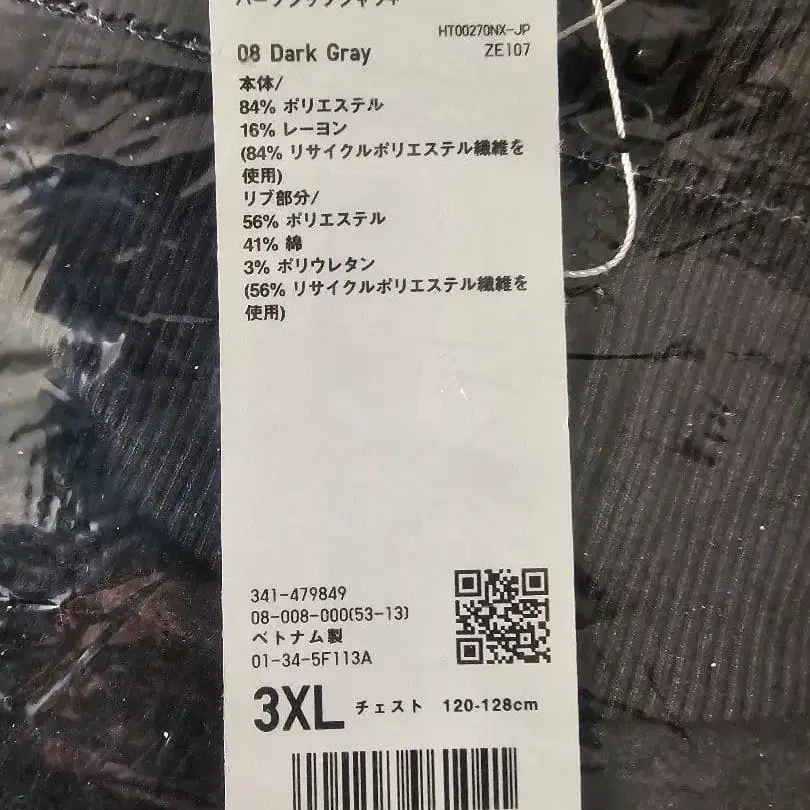 HT00270NX-JP
08 Dark Gray
ZE107
本体/
84% ポリエステル
16% レーヨン
(84% リサイクルポリエステル繊維を
使用)
リブ部分/
56% ポリエステル
41% 綿
3% ポリウレタン
(56% リサイクルポリエステル繊維を
使用)
341-479849
08-008-000(53-13)
ベトナム製
01-34-5F113A
3XL チェスト 120-128cm